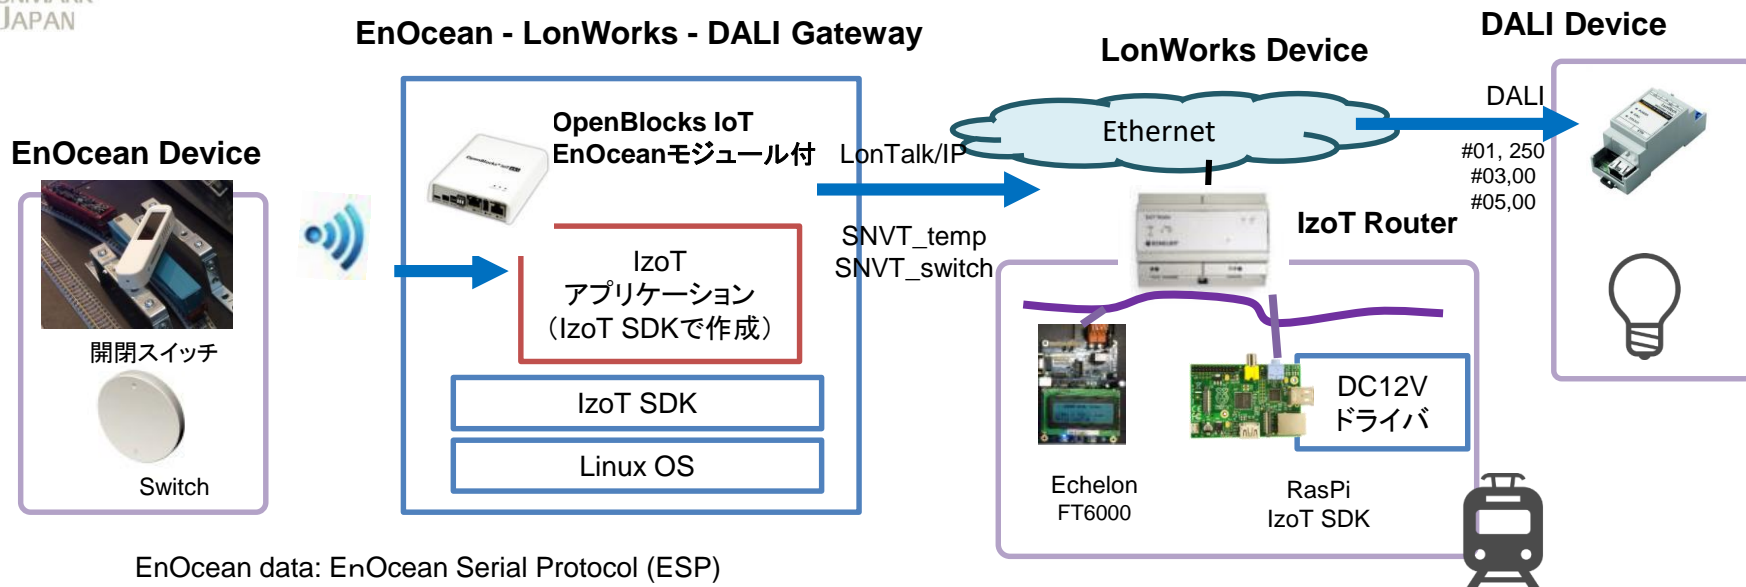 JAPAN
EnOcean - LonWorks - DALI Gateway
LonWorks Device
DALI Device
EnOcean Device
OpenBlocks IoT
EnOceanモジュール付
LonTalk/IP
Ethernet
DALI
#01, 250
#03,00
#05,00
IzoT Router
SNVT_temp
SNVT_switch
IzoT
アプリケーション
（IzoT SDKで作成）
開閉スイッチ
Switch
IzoT SDK
Linux OS
DC12V
ドライバ
Echelon
FT6000
RasPi
IzoT SDK
EnOcean data: EnOcean Serial Protocol (ESP)